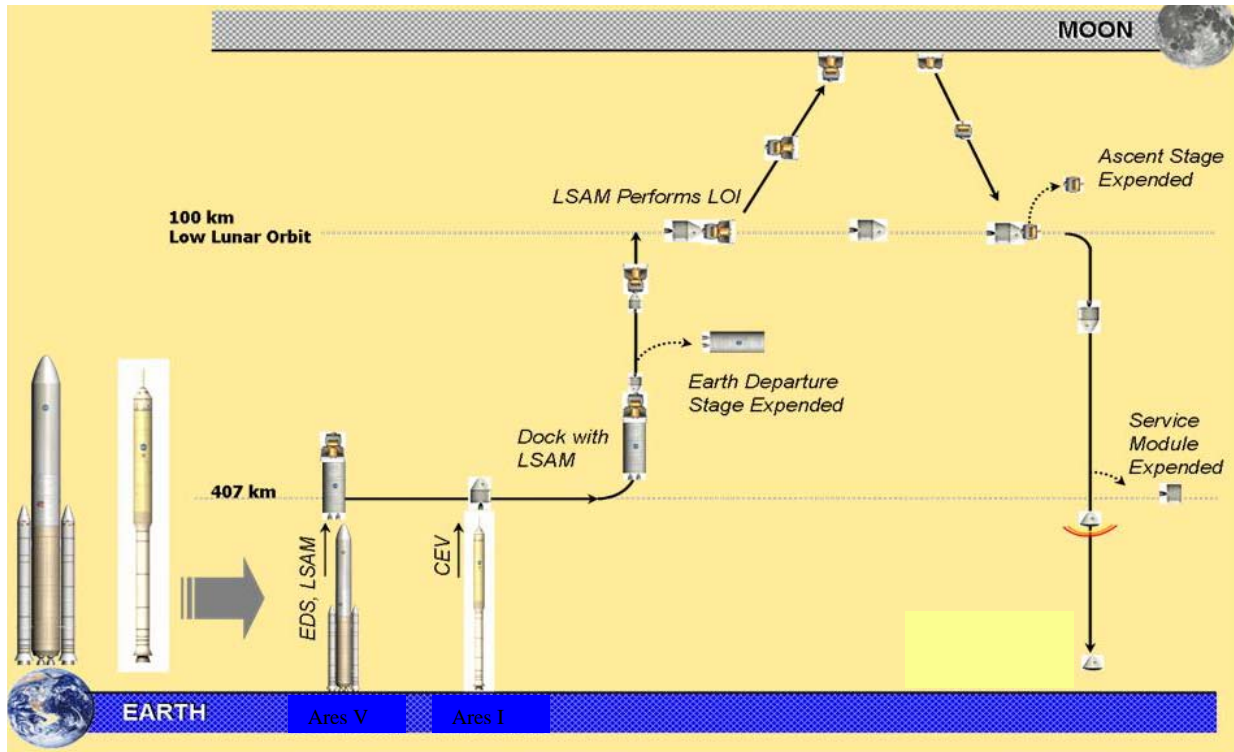 MOON
Ascent Stage
Expended
LSAM Performs LOI
100 km
Low Lunar Orbit
Earth Departure
Stage Expended
Dock with
LSAM
Service
Module
Expended
407 km
EDS, LSAM
CEV
EARTH
Ares V
Ares I